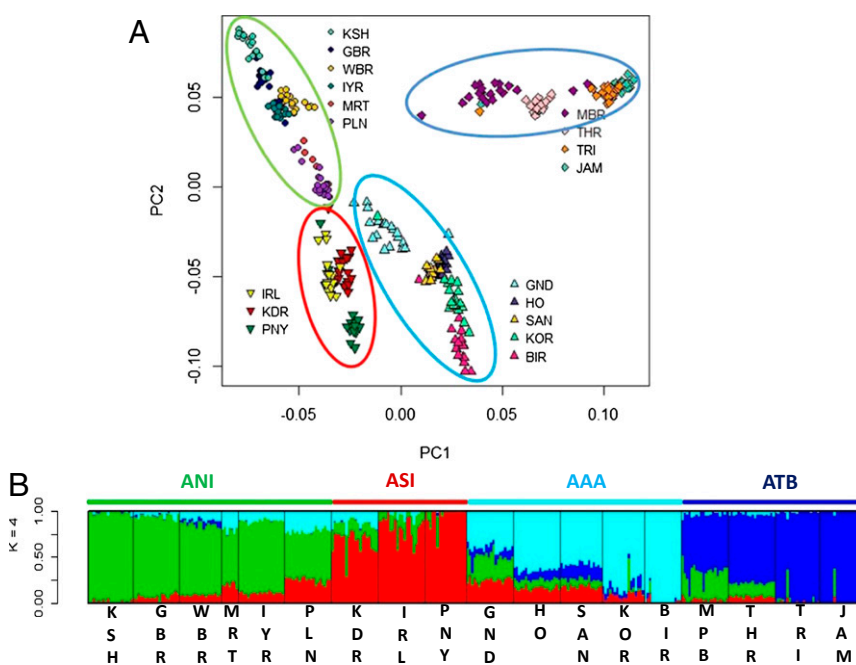 A
KSH
GBR
WBR
IYR
MRT
PLN
MBR
THR
TRI
JAM
GND
HO
SAN
KOR
BIR
IRL
KDR
PNY
PC2
0.05
0.00
-0.05
-0.10
-0.05
0.00
0.05
0.10
PC1
B
ANI ASI AAA ATB
K = 4
1.00
0.50
0.00
K G W M I P K I P G H S K B M T T J
S B B R Y L D R N N O A O I P H R A
H R R T R N R L Y D N R R B R I M